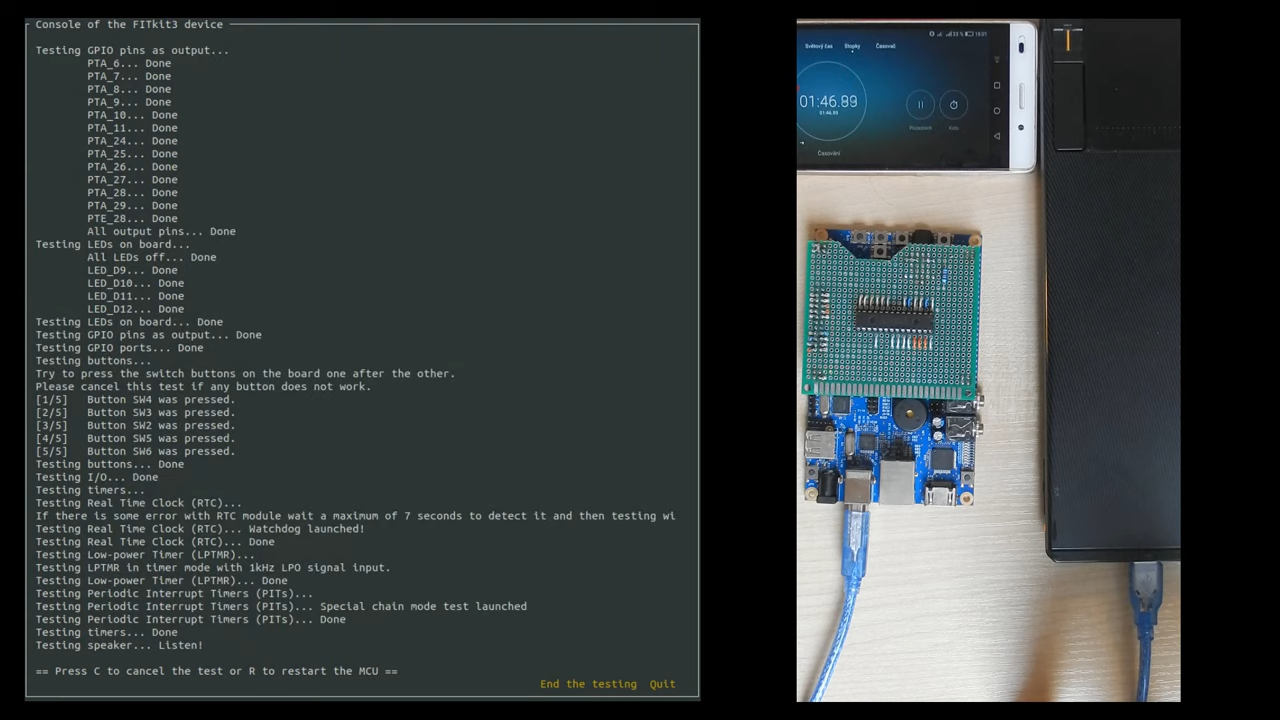 Console of the FITkit3 device
Testing GPIO pins as output...
PTA_6... Done
PTA_7... Done
PTA_8... Done
PTA_9... Done
PTA_10... Done
PTA_11... Done
PTA_24... Done
PTA_25... Done
PTA_26... Done
PTA_27... Done
PTA_28... Done
PTA_29... Done
PTE_28... Done
All output pins... Done
Testing LEDs on board...
All LEDs off... Done
LED_D9... Done
LED_D10... Done
LED_D11... Done
LED_D12... Done
Testing LEDs on board... Done
Testing GPIO pins as output... Done
Testing GPIO ports... Done
Testing buttons...
Try to press the switch buttons on the board one after the other.
Please cancel this test if any button does not work.
[1/5] Button SW4 was pressed.
[2/5] Button SW3 was pressed.
[3/5] Button SW2 was pressed.
[4/5] Button SW5 was pressed.
[5/5] Button SW6 was pressed.
Testing buttons... Done
Testing I/O... Done
Testing timers...
Testing Real Time Clock (RTC)...
If there is some error with RTC module wait a maximum of 7 seconds to detect it and then testing wi
Testing Real Time Clock (RTC)... Watchdog launched!
Testing Real Time Clock (RTC)... Done
Testing Low-power Timer (LPTMR)...
Testing LPTMR in timer mode with 1kHz LPO signal input.
Testing Low-power Timer (LPTMR)... Done
Testing Periodic Interrupt Timers (PITs)...
Testing Periodic Interrupt Timers (PITs)... Special chain mode test launched
Testing Periodic Interrupt Timers (PITs)... Done
Testing timers... Done
Testing speaker... Listen!
== Press C to cancel the test or R to restart the MCU ==
End the testing Quit
Světový čas Stopky Časovač
01:46.89
01:46.89
Kolo
Časování